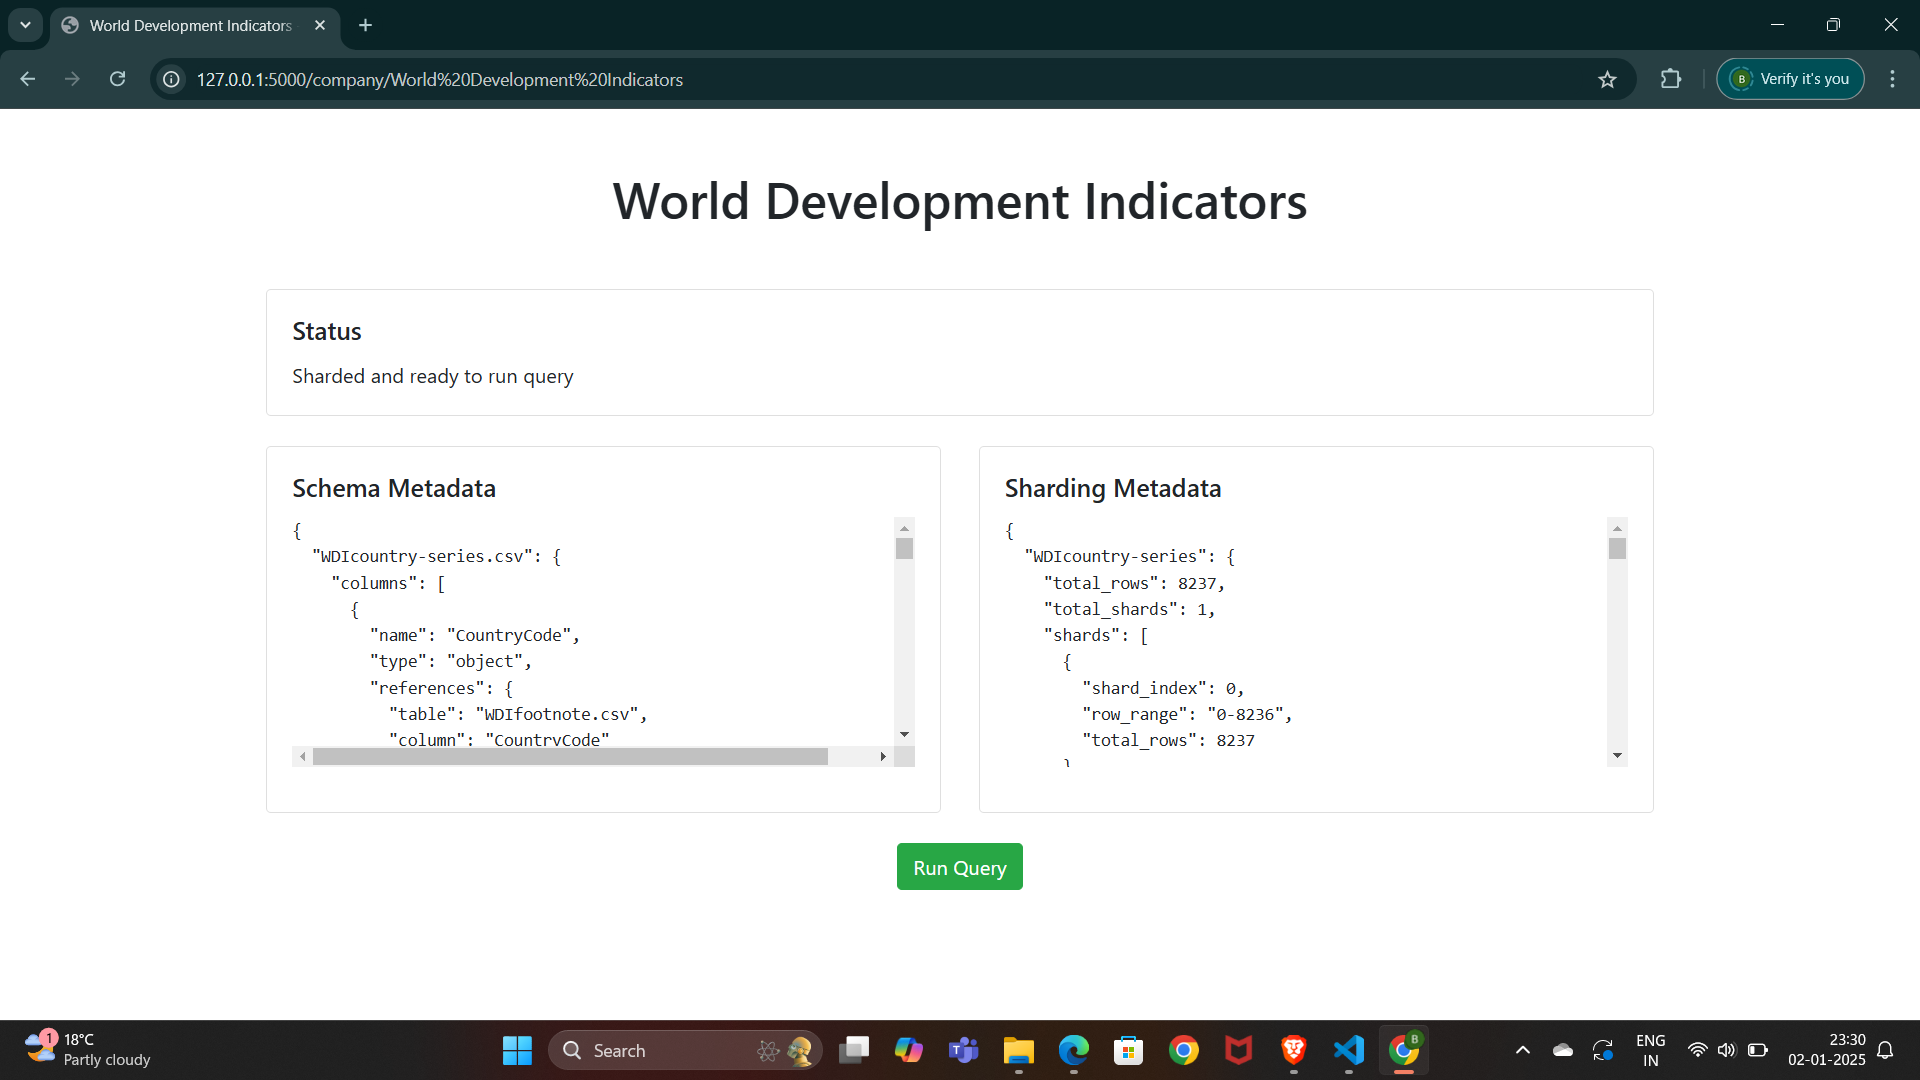 World Development Indicators
127.0.0.1:5000/company/World%20Development%20Indicators
B
Verify it's you
World Development Indicators
Status
Sharded and ready to run query
Schema Metadata
{
"WDIcountry-series.csv": {
"columns": [
{
"name": "CountryCode",
"type": "object",
"references": {
"table": "WDIfootnote.csv",
"column": "CountryCode"
Sharding Metadata
{
"WDIcountry-series": {
"total_rows": 8237,
"total_shards": 1,
"shards": [
{
"shard_index": 0,
"row_range": "0-8236",
"total_rows": 8237
}
Run Query
1
18°C
Partly cloudy
Search
T
B
ENG
IN
23:30
02-01-2025